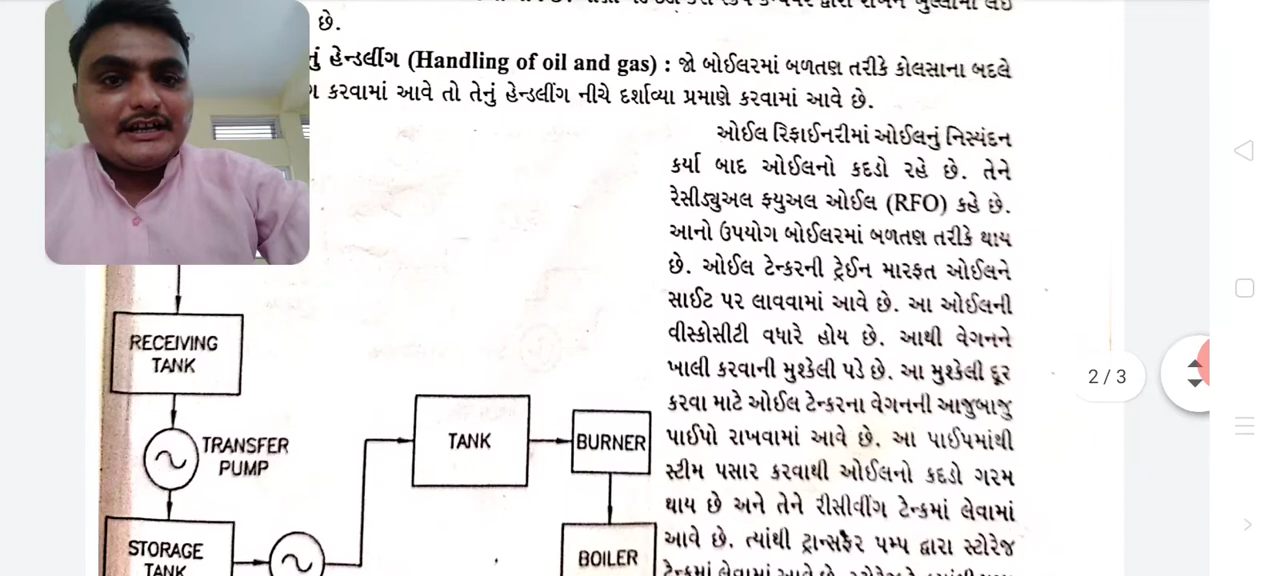 છે.
હેન્ડલીંગ (Handling of oil and gas) : જો બોઈલરમાં બળતણ તરીકે કોલસાના બદલે
કરવામાં આવે તો તેનું હેન્ડલીંગ નીચે દર્શાવ્યા પ્રમાણે કરવામાં આવે છે.
ઓઈલ રિફાઈનરીમાં ઓઈલનું નિસ્યંદન
કર્યા બાદ ઓઈલનો કદડો રહે છે. તેને
રેસીડ્યુઅલ ફ્યુઅલ ઓઈલ (RFO) કહે છે.
આનો ઉપયોગ બોઈલરમાં બળતણ તરીકે થાય
છે. ઓઈલ ટેન્કરની ટ્રેઈન મારફત ઓઈલને
સાઈટ પર લાવવામાં આવે છે. આ ઓઈલની
વીસ્કોસીટી વધારે હોય છે. આથી વેગનને
ખાલી કરવાની મુશ્કેલી પડે છે. આ મુશ્કેલી દૂર
કરવા માટે ઓઈલ ટેન્કરના વેગનની આજુબાજુ
પાઈપો રાખવામાં આવે છે. આ પાઈપમાંથી
સ્ટીમ પસાર કરવાથી ઓઈલનો કદડો ગરમ
થાય છે અને તેને રીસીવીંગ ટેન્કમાં લેવામાં
આવે છે. ત્યાંથી ટ્રાન્સફર પમ્પ દ્વારા સ્ટોરેજ
ટેન્કમાં લેવામાં આવે છે.
RECEIVING
TANK
TRANSFER
PUMP
STORAGE
TANK
TANK
BURNER
BOILER
2 / 3